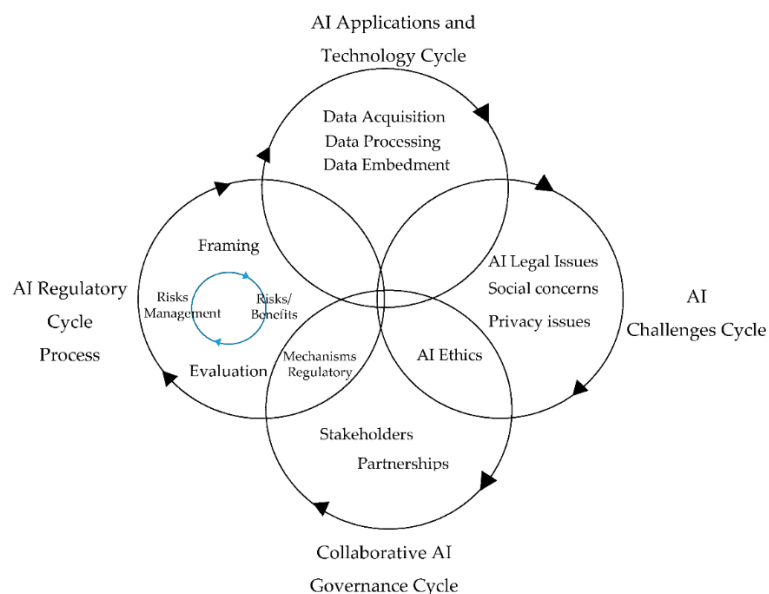 AI Applications and
Technology Cycle
Data Acquisition
Data Processing
Data Embedment
Framing
Risks
Management
Risks/
Benefits
Evaluation
AI Regulatory
Cycle
Process
Mechanisms
Regulatory
AI Legal Issues
Social concerns
Privacy issues
AI
Challenges Cycle
AI Ethics
Stakeholders
Partnerships
Collaborative AI
Governance Cycle